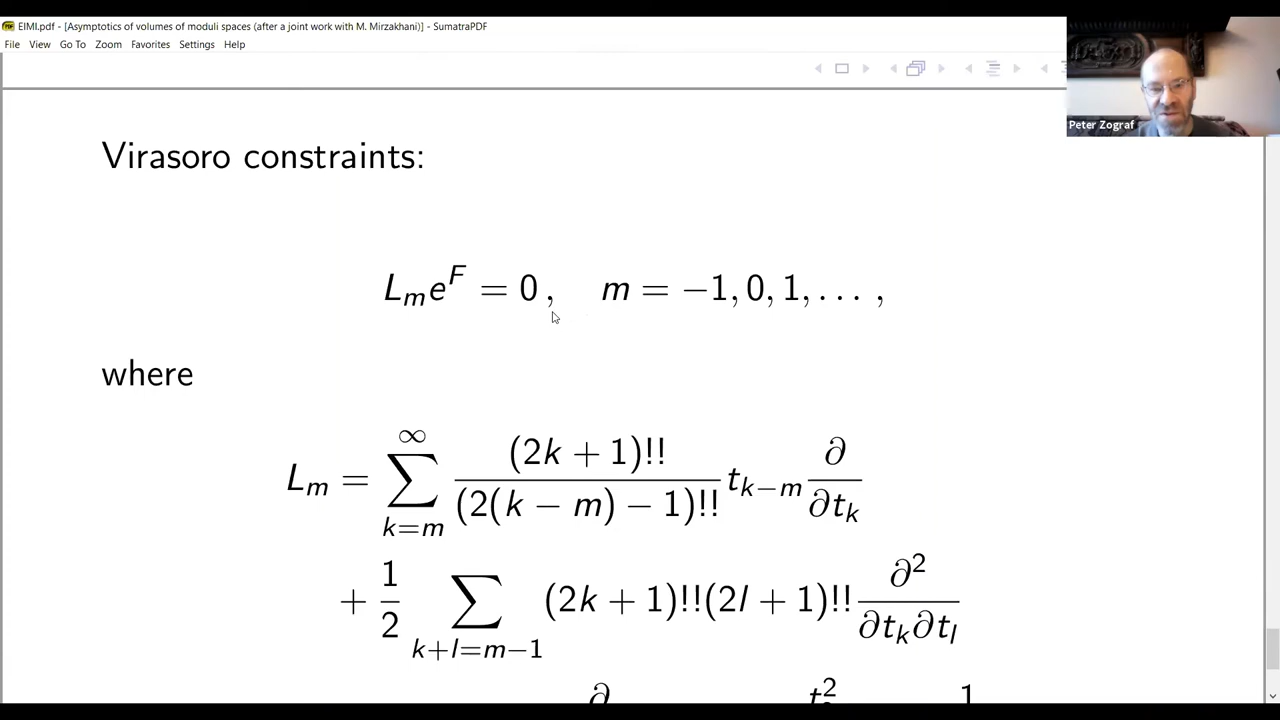 EIMI.pdf - [Asymptotics of volumes of moduli spaces (after a joint work with M. Mirzakhani)] - SumatraPDF
File View Go To Zoom Favorites Settings Help
Peter Zograf
Virasoro constraints:
L_m e^F = 0 ,   m = −1, 0, 1, . . . ,
where
L_m = ∑_{k=m}^{∞} (2k + 1)!! / (2(k − m) − 1)!! t_{k−m} ∂/∂t_k
+ 1/2 ∑_{k+l=m−1} (2k + 1)!!(2l + 1)!! ∂²/∂t_k∂t_l